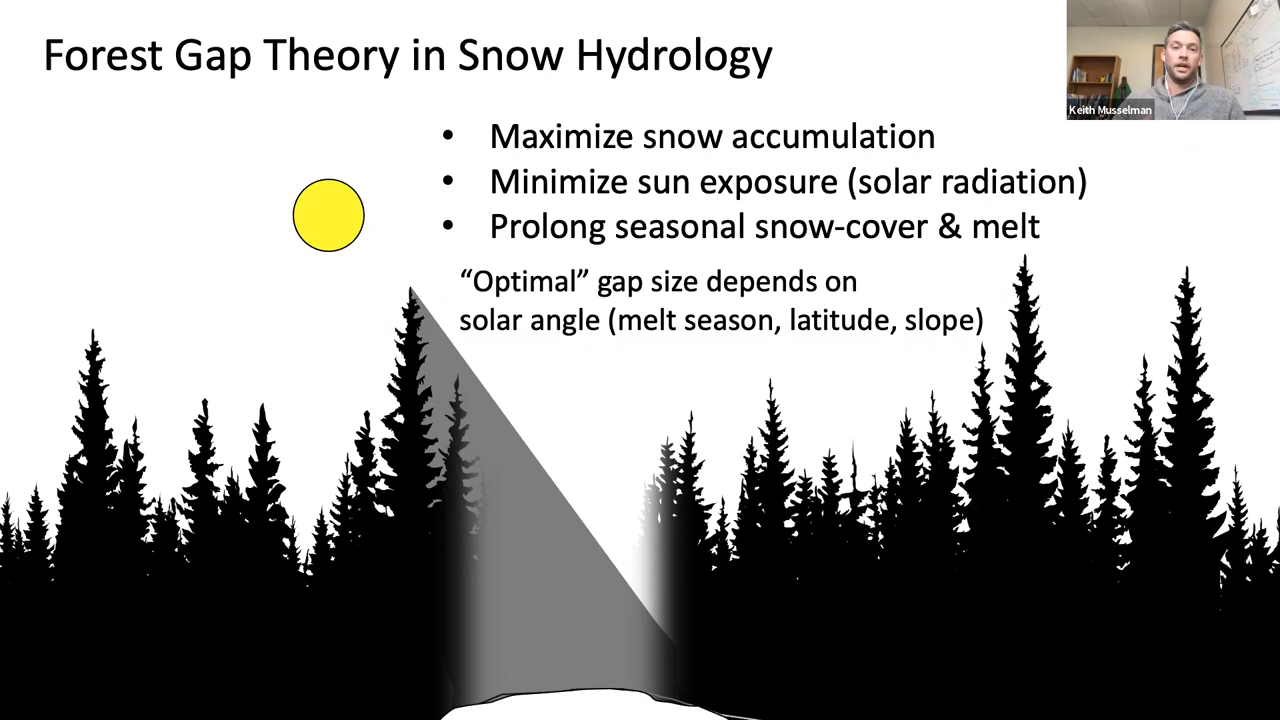 Forest Gap Theory in Snow Hydrology
Keith Musselman
• Maximize snow accumulation
• Minimize sun exposure (solar radiation)
• Prolong seasonal snow-cover & melt
“Optimal” gap size depends on
solar angle (melt season, latitude, slope)